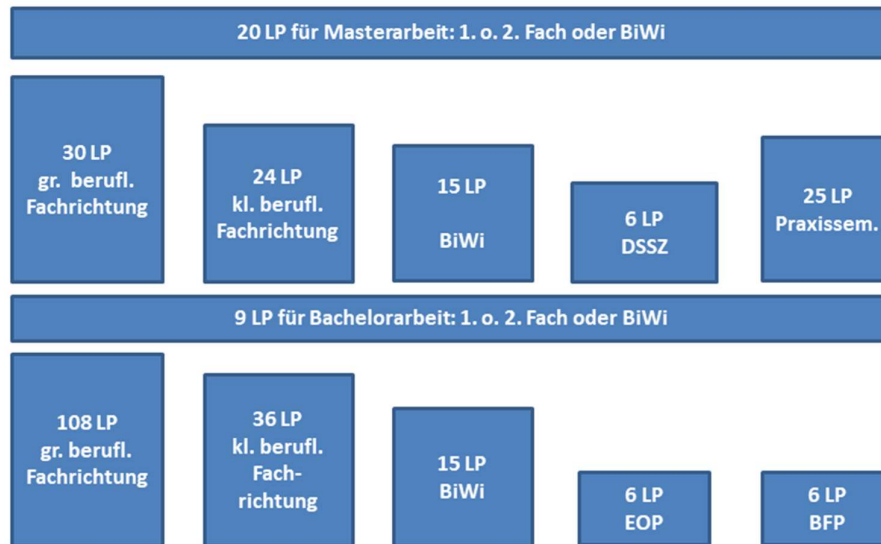 20 LP für Masterarbeit: 1. o. 2. Fach oder BiWi
30 LP
gr. berufl.
Fachrichtung
24 LP
kl. berufl.
Fachrichtung
15 LP
BiWi
6 LP
DSSZ
25 LP
Praxissem.
9 LP für Bachelorarbeit: 1. o. 2. Fach oder BiWi
108 LP
gr. berufl.
Fachrichtung
36 LP
kl. berufl.
Fach-
richtung
15 LP
BiWi
6 LP
EOP
6 LP
BFP